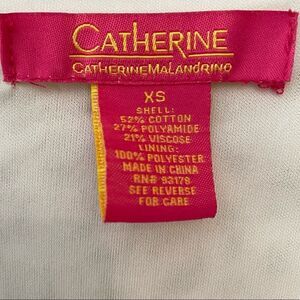 CATHERINE
CATHERINEMALANDRINO
XS
SHELL:
52% COTTON
27% POLYAMIDE
21% VISCOSE
LINING:
100% POLYESTER
MADE IN CHINA
RN# 93178
SEE REVERSE
FOR CARE